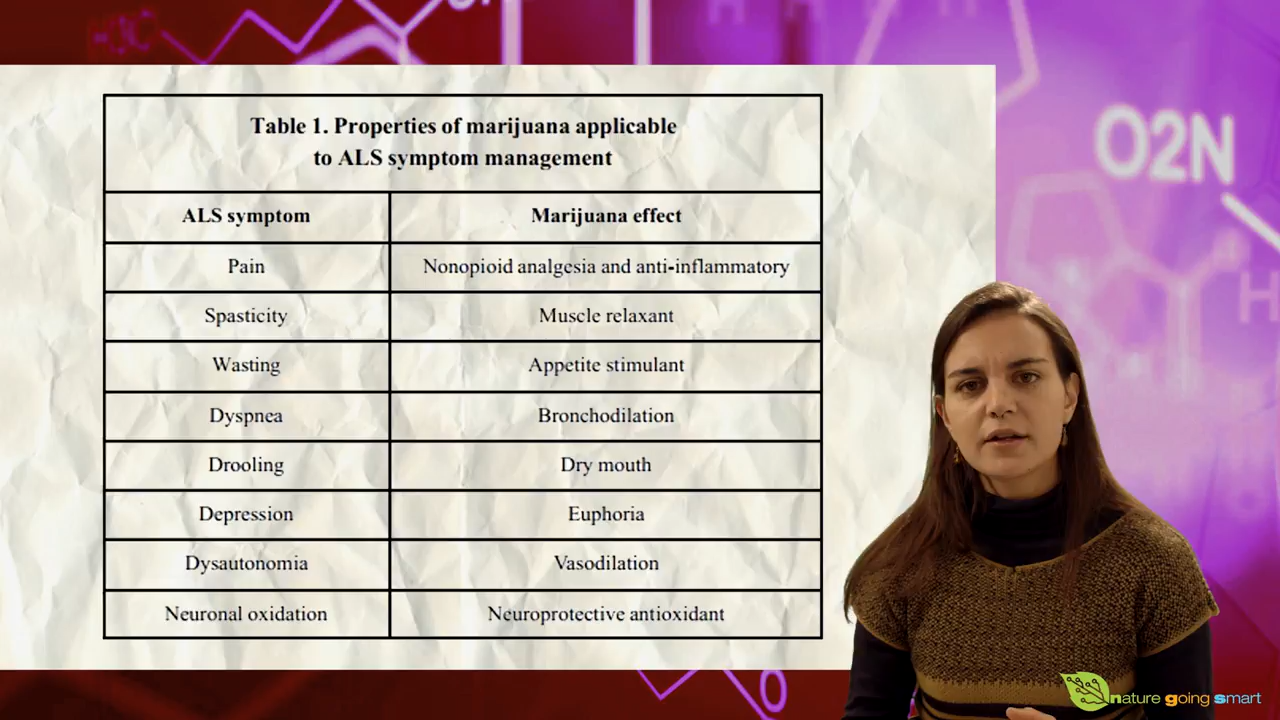 H3C
O2N
H
Table 1. Properties of marijuana applicable
to ALS symptom management
ALS symptom
Marijuana effect
Pain
Nonopioid analgesia and anti-inflammatory
Spasticity
Muscle relaxant
Wasting
Appetite stimulant
Dyspnea
Bronchodilation
Drooling
Dry mouth
Depression
Euphoria
Dysautonomia
Vasodilation
Neuronal oxidation
Neuroprotective antioxidant
O
nature going smart